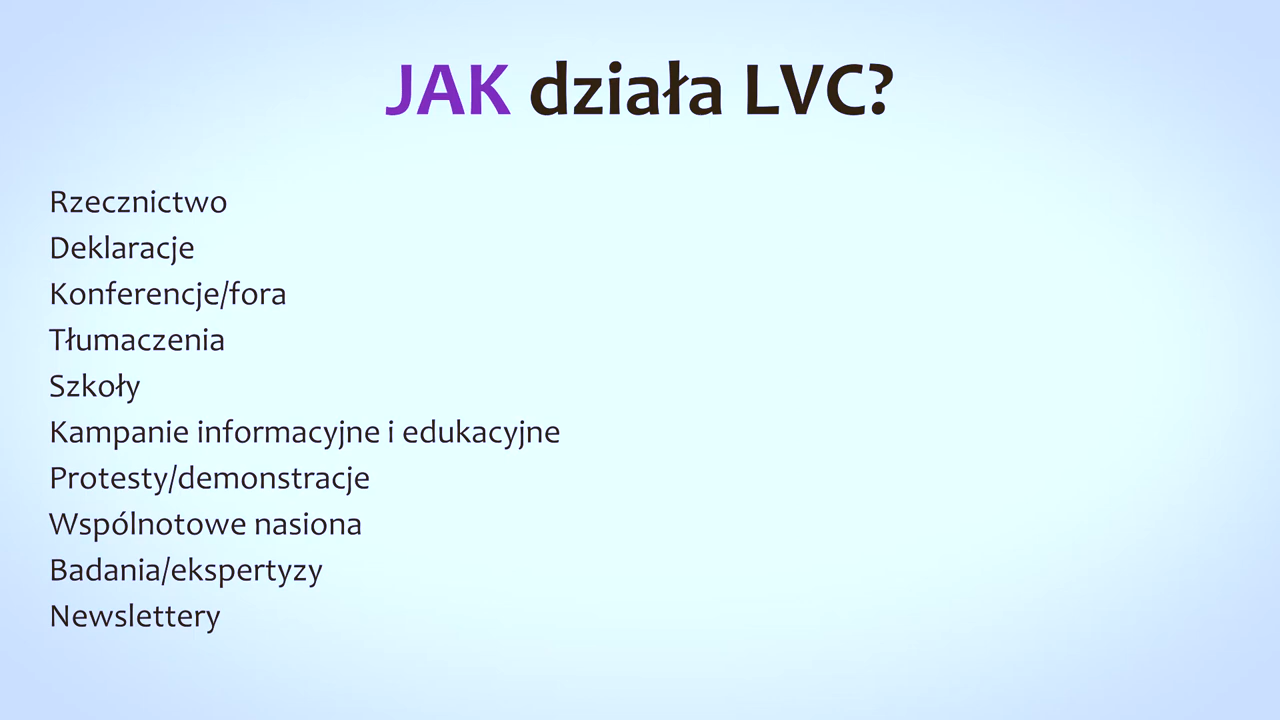 JAK działa LVC?
Rzecznictwo
Deklaracje
Konferencje/fora
Tłumaczenia
Szkoły
Kampanie informacyjne i edukacyjne
Protesty/demonstracje
Wspólnotowe nasiona
Badania/ekspertyzy
Newslettery